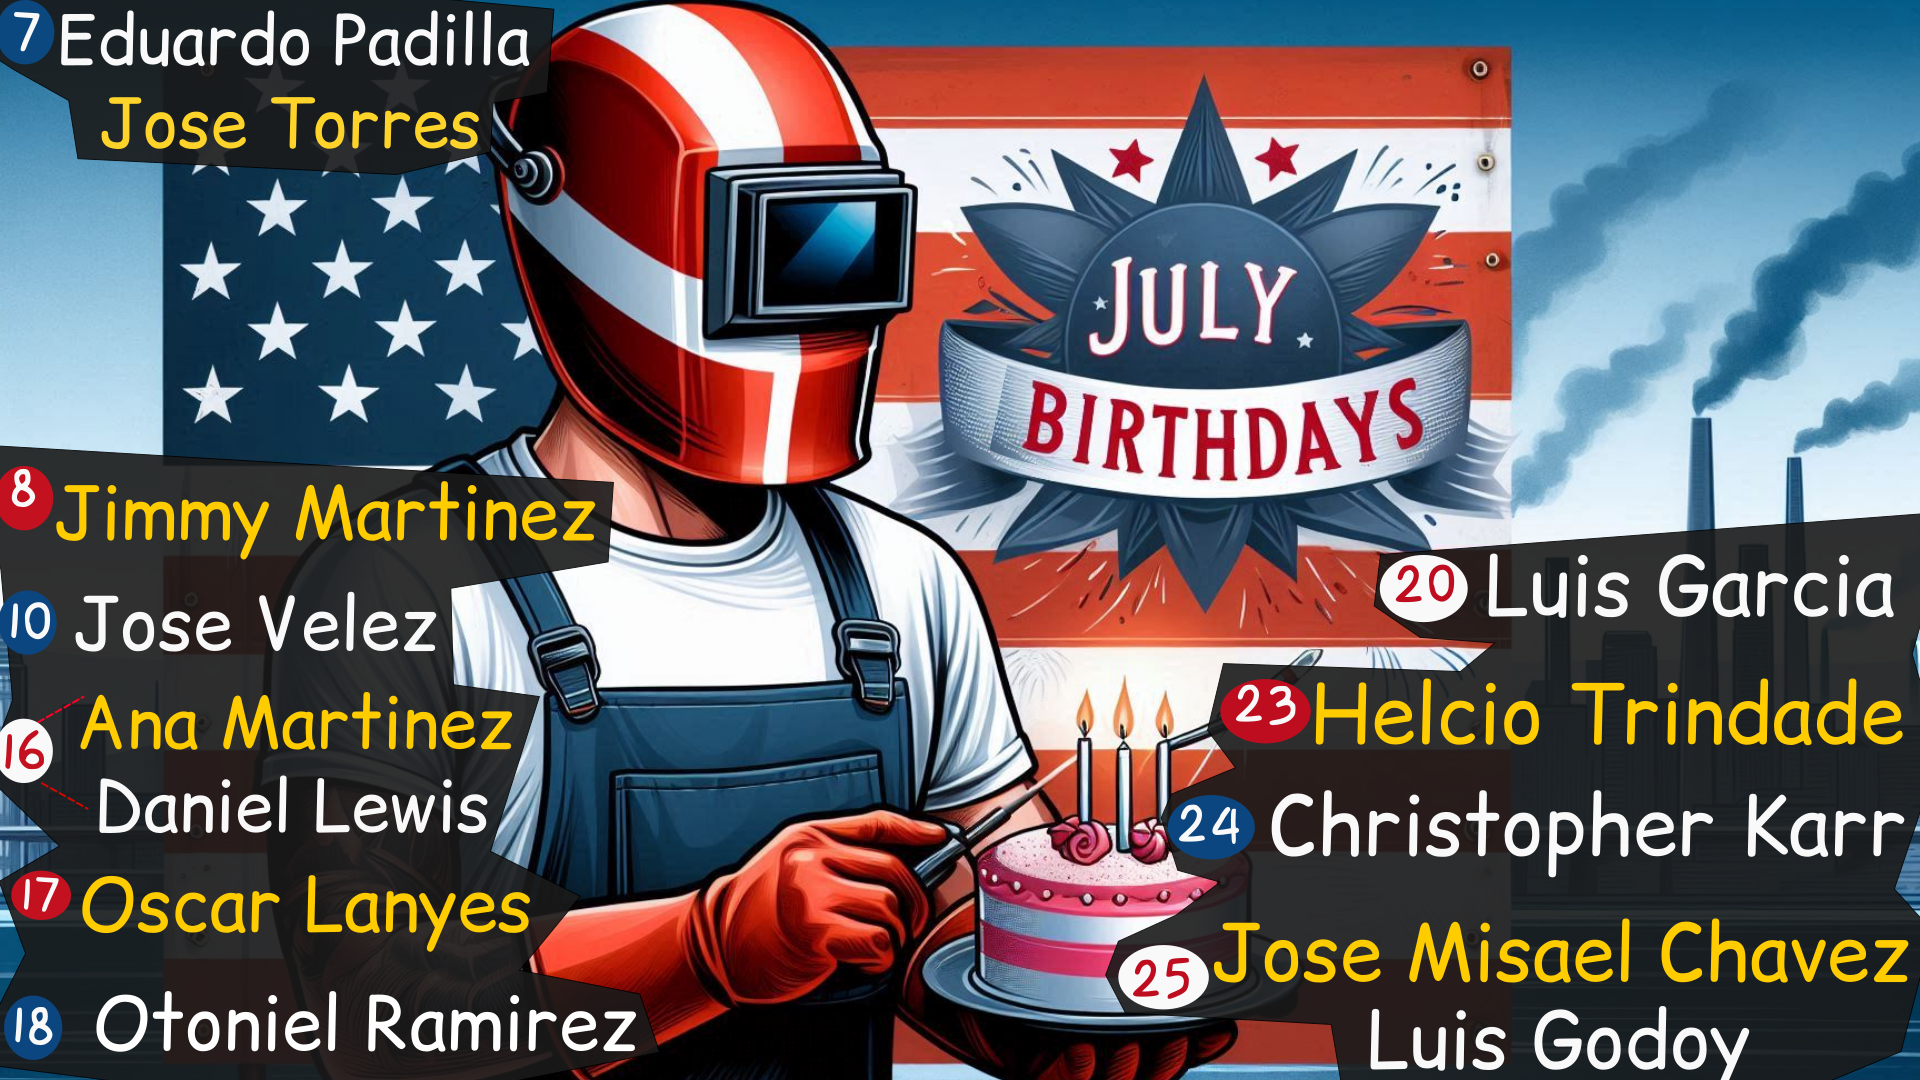 7 Eduardo Padilla
Jose Torres
JULY
BIRTHDAYS
8 Jimmy Martinez
10 Jose Velez
16 Ana Martinez
Daniel Lewis
17 Oscar Lanyes
18 Otoniel Ramirez
20 Luis Garcia
23 Helcio Trindade
24 Christopher Karr
25 Jose Misael Chavez
Luis Godoy